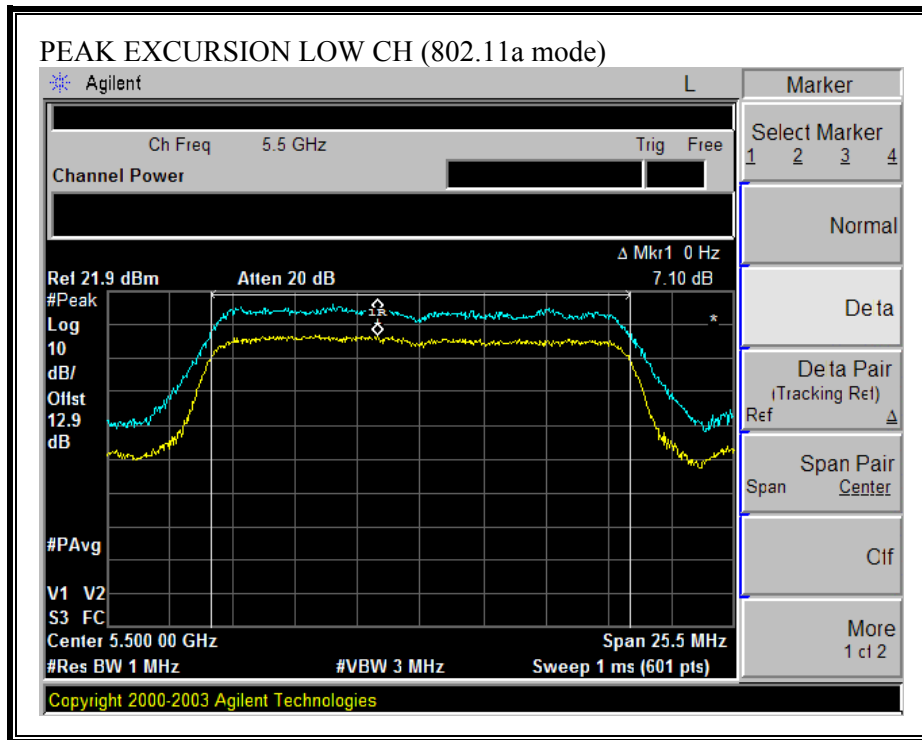 PEAK EXCURSION LOW CH (802.11a mode)
Agilent L
Marker
Ch Freq 5.5 GHz Trig Free
Channel Power
Select Marker
1 2 3 4
Normal
Δ Mkr1 0 Hz
Ref 21.9 dBm Atten 20 dB 7.10 dB
#Peak
Log
10
dB/
Offst
12.9
dB
1R
*
Delta
Delta Pair
(Tracking Ref)
Ref Δ
Span Pair
Span Center
#PAvg
Off
V1 V2
S3 FC
Center 5.500 00 GHz Span 25.5 MHz
#Res BW 1 MHz #VBW 3 MHz Sweep 1 ms (601 pts)
More
1 of 2
Copyright 2000-2003 Agilent Technologies